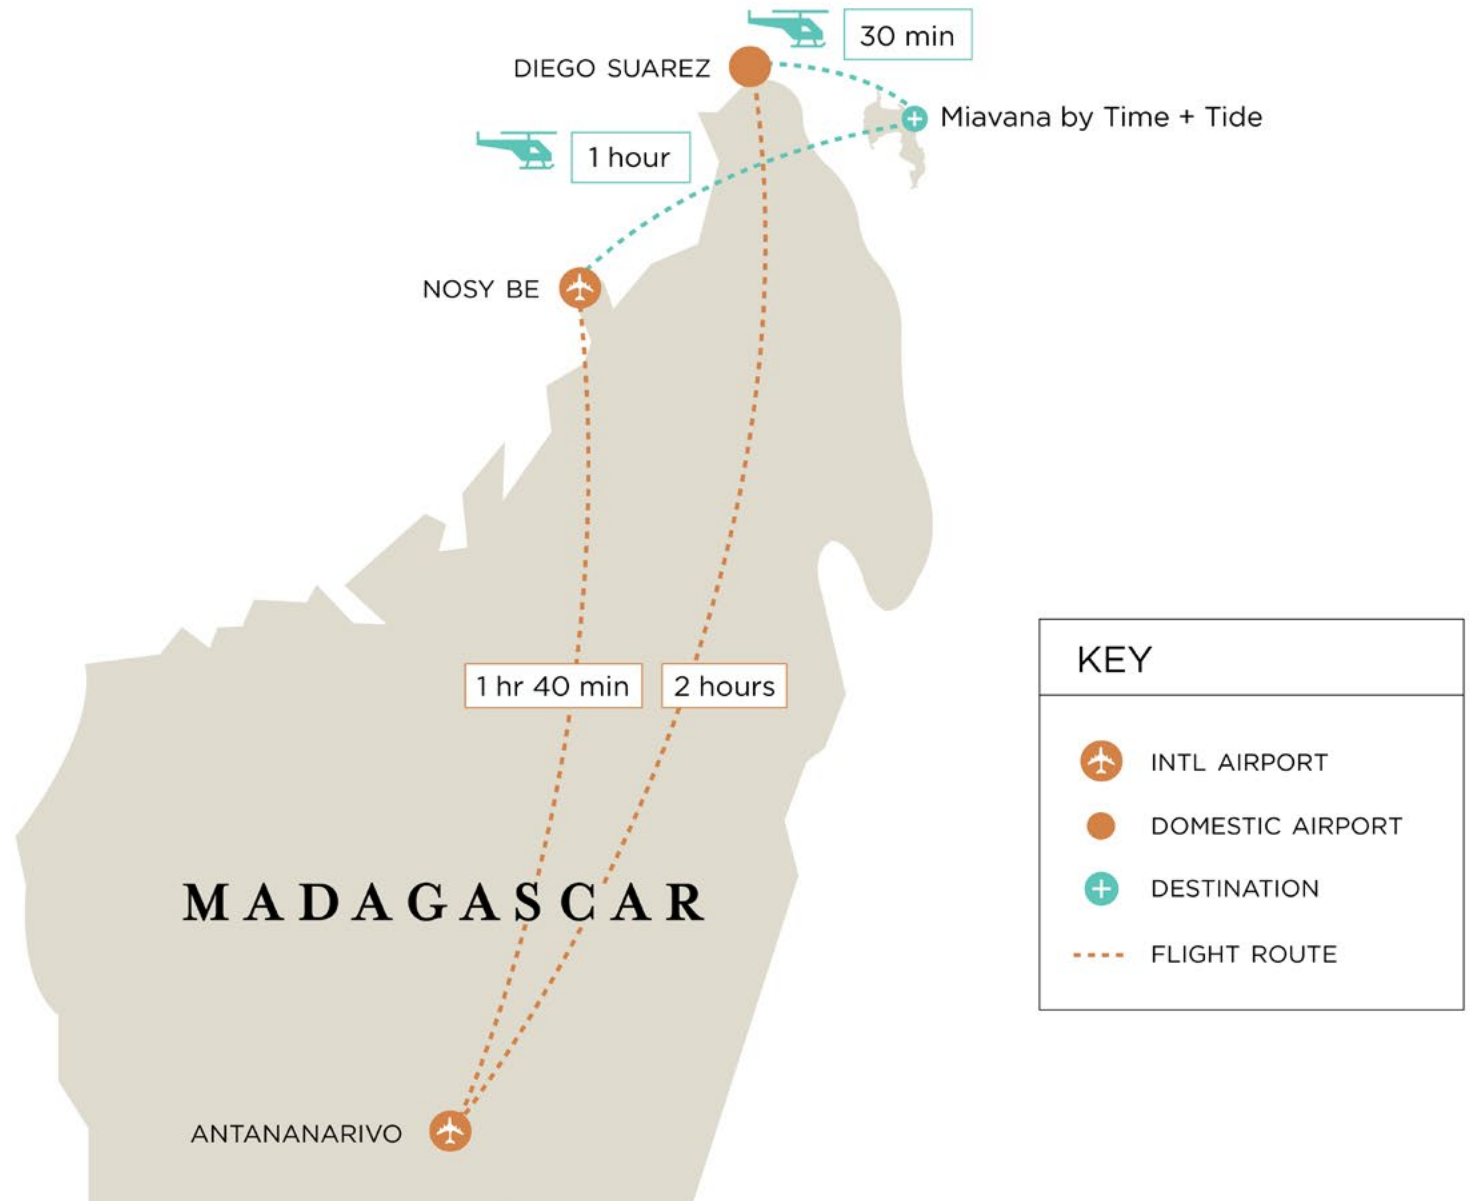 30 min
DIEGO SUAREZ
Miavana by Time + Tide
1 hour
NOSY BE
1 hr 40 min
2 hours
MADAGASCAR
ANTANANARIVO
KEY
INTL AIRPORT
DOMESTIC AIRPORT
DESTINATION
FLIGHT ROUTE